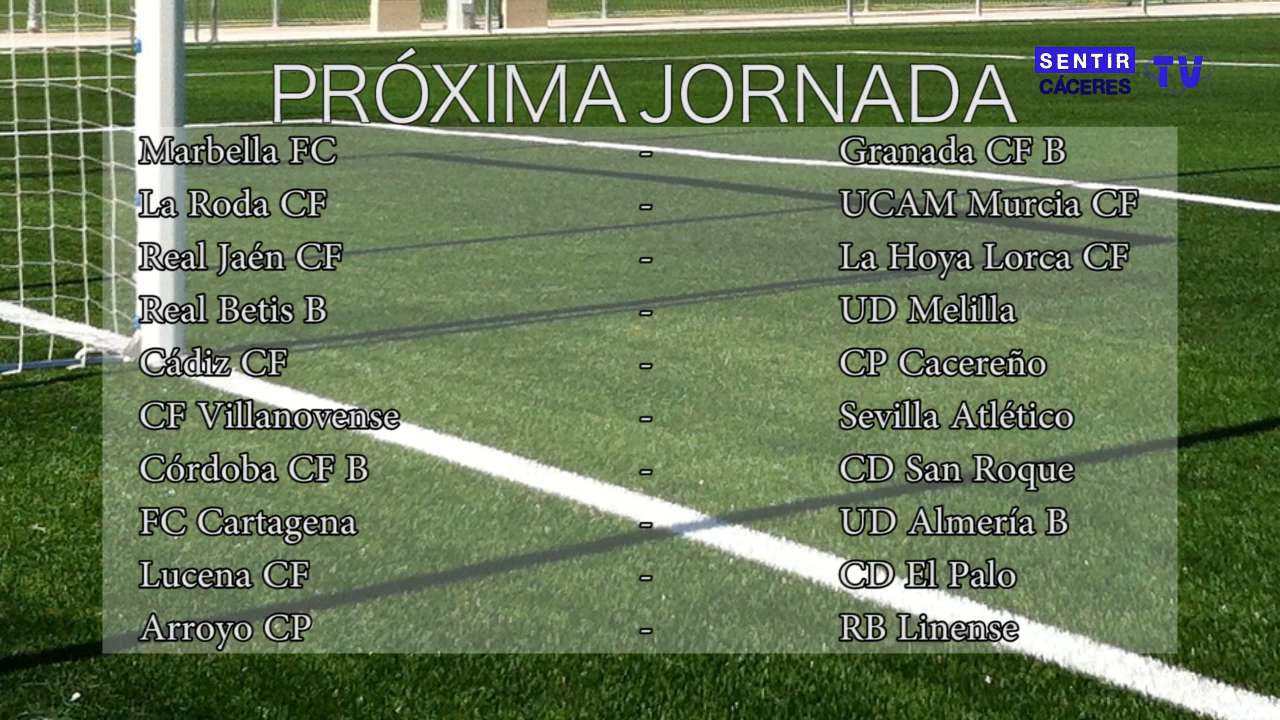 PRÓXIMA JORNADA
SENTIR
CÁCERES
TV
Marbella FC - Granada CF B
La Roda CF - UCAM Murcia CF
Real Jaén CF - La Hoya Lorca CF
Real Betis B - UD Melilla
Cádiz CF - CP Cacereño
CF Villanovense - Sevilla Atlético
Córdoba CF B - CD San Roque
FC Cartagena - UD Almería B
Lucena CF - CD El Palo
Arroyo CP - RB Linense